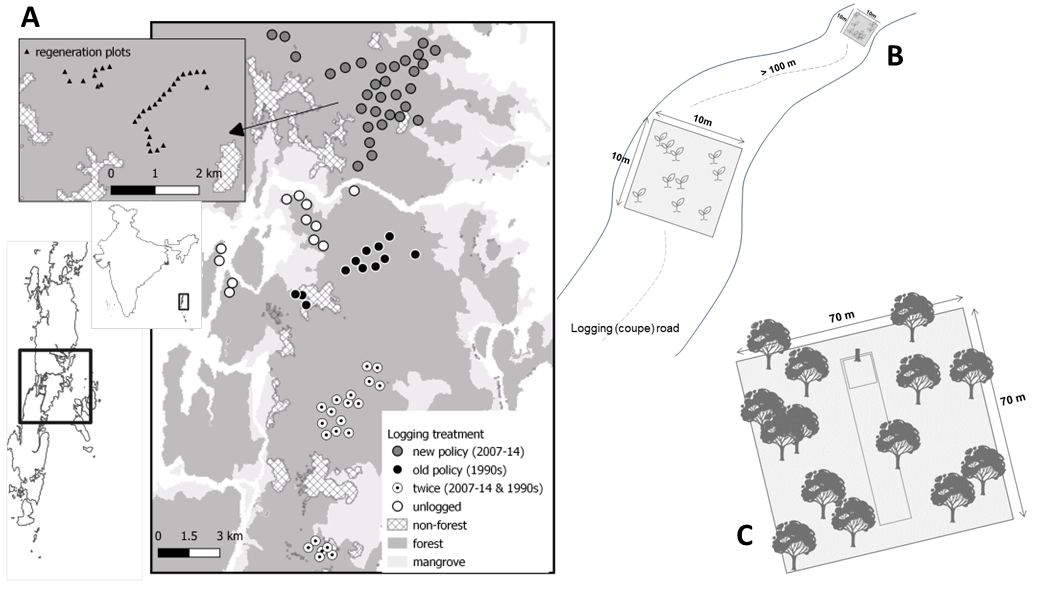 A
▲ regeneration plots
0 1 2 km
Logging treatment
new policy (2007-14)
old policy (1990s)
twice (2007-14 & 1990s)
unlogged
non-forest
forest
mangrove
0 1.5 3 km
10m
10m
B
> 100 m
10m
10m
Logging (coupe) road
70 m
70 m
C